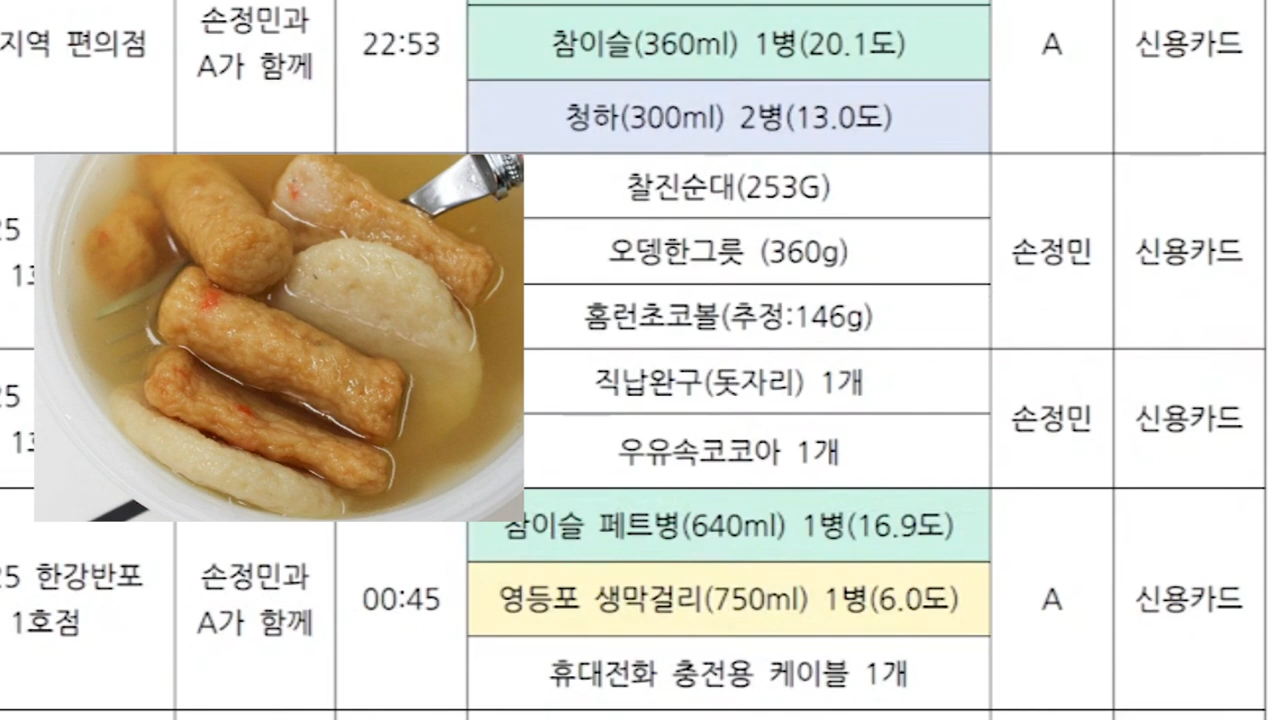 지역 편의점
손정민과
A가 함께
22:53
참이슬(360ml) 1병(20.1도)
청하(300ml) 2병(13.0도)
A
신용카드
25
찰진순대(253G)
오뎅한그릇 (360g)
홈런초코볼(추정:146g)
손정민
신용카드
25
직납완구(돗자리) 1개
우유속코코아 1개
손정민
신용카드
25 한강반포
1호점
손정민과
A가 함께
00:45
참이슬 페트병(640ml) 1병(16.9도)
영등포 생막걸리(750ml) 1병(6.0도)
휴대전화 충전용 케이블 1개
A
신용카드